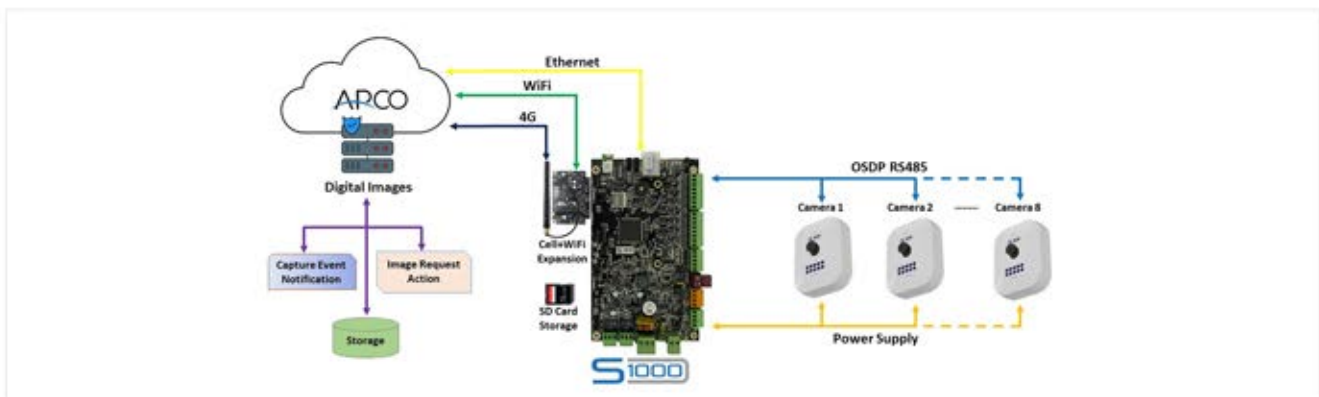 Ethernet
WiFi
4G
ARCO
Digital Images
Capture Event
Notification
Image Request
Action
Storage
Cell+WiFi
Expansion
SD Card
Storage
S1000
OSDP RS485
Camera 1
Camera 2
Camera 8
Power Supply